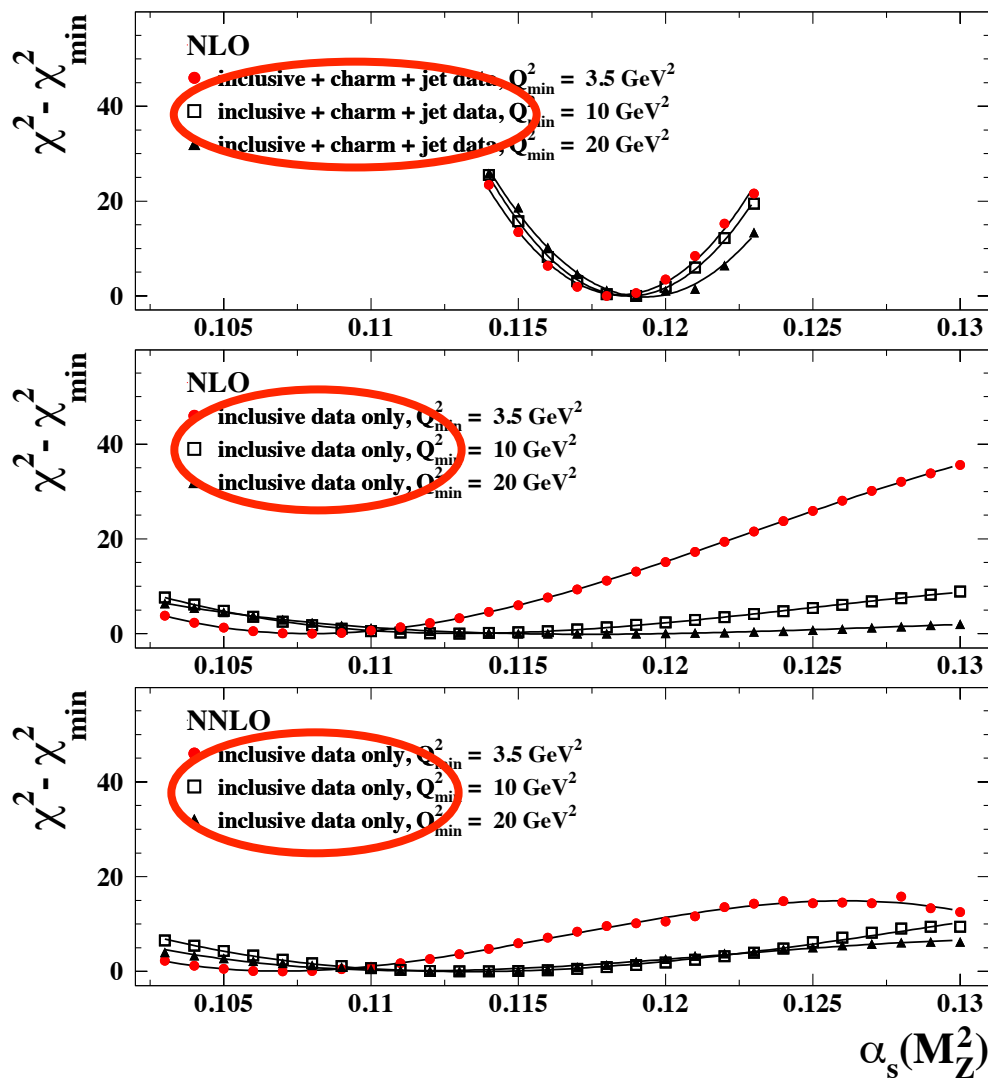 χ² - χ²min
NLO
inclusive + charm + jet data, Q²min = 3.5 GeV²
inclusive + charm + jet data, Q²min = 10 GeV²
inclusive + charm + jet data, Q²min = 20 GeV²
40
20
0
0.105 0.11 0.115 0.12 0.125 0.13
χ² - χ²min
NLO
inclusive data only, Q²min = 3.5 GeV²
inclusive data only, Q²min = 10 GeV²
inclusive data only, Q²min = 20 GeV²
40
20
0
0.105 0.11 0.115 0.12 0.125 0.13
χ² - χ²min
NNLO
inclusive data only, Q²min = 3.5 GeV²
inclusive data only, Q²min = 10 GeV²
inclusive data only, Q²min = 20 GeV²
40
20
0
0.105 0.11 0.115 0.12 0.125 0.13
αs(M²Z)